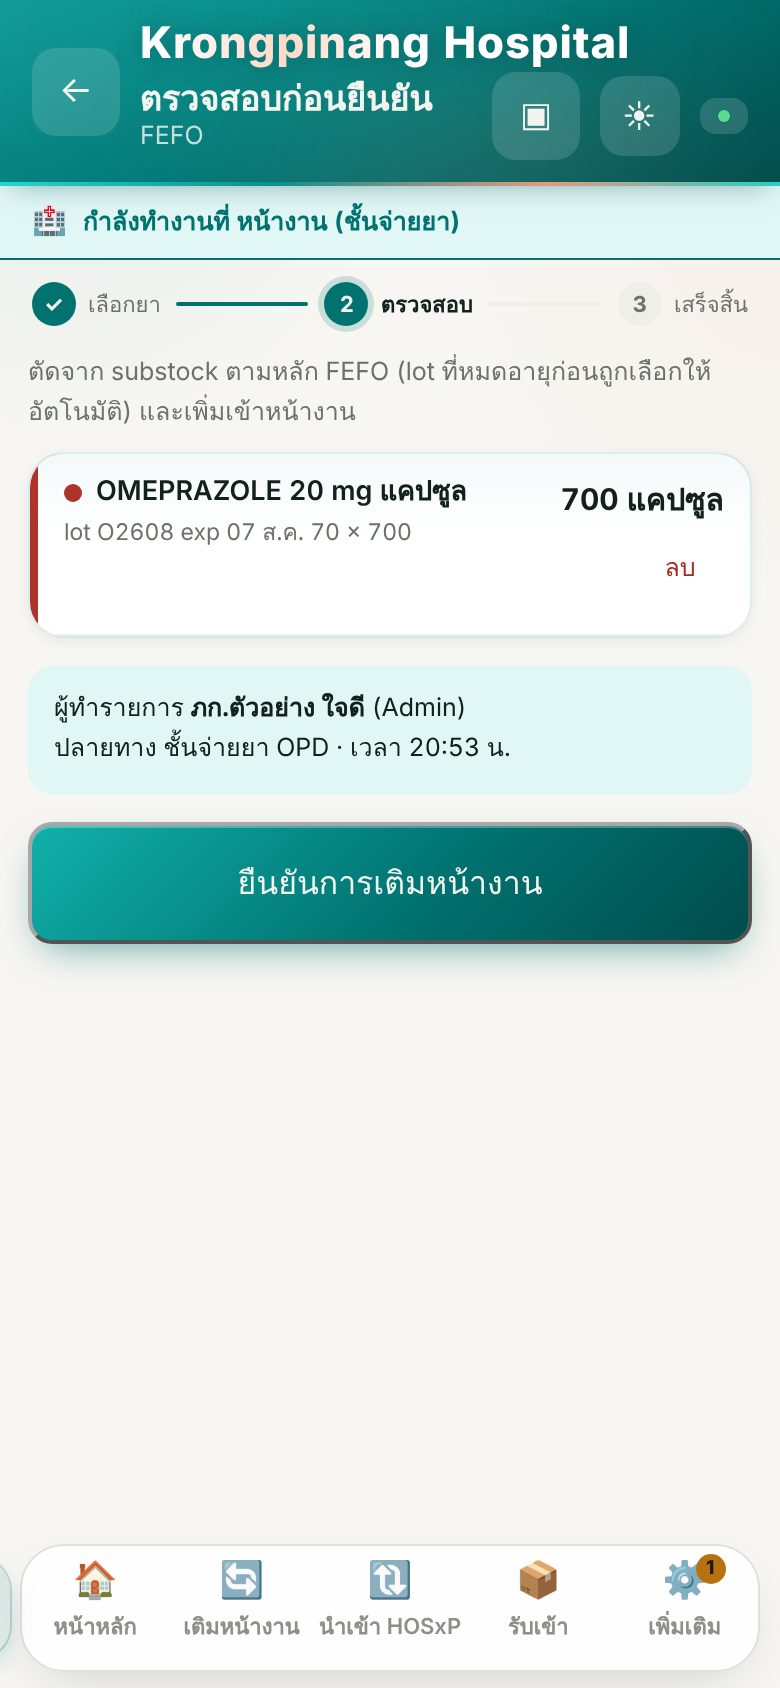 Krongpinang Hospital
ตรวจสอบก่อนยืนยัน
FEFO
กำลังทำงานที่ หน้างาน (ชั้นจ่ายยา)
เลือกยา
2 ตรวจสอบ
3 เสร็จสิ้น
ตัดจาก substock ตามหลัก FEFO (lot ที่หมดอายุก่อนถูกเลือกให้
อัตโนมัติ) และเพิ่มเข้าหน้างาน
OMEPRAZOLE 20 mg แคปซูล
700 แคปซูล
lot O2608 exp 07 ส.ค. 70 × 700
ลบ
ผู้ทำรายการ ภก.ตัวอย่าง ใจดี (Admin)
ปลายทาง ชั้นจ่ายยา OPD · เวลา 20:53 น.
ยืนยันการเติมหน้างาน
1
หน้าหลัก
เติมหน้างาน
นำเข้า HOSxP
รับเข้า
เพิ่มเติม